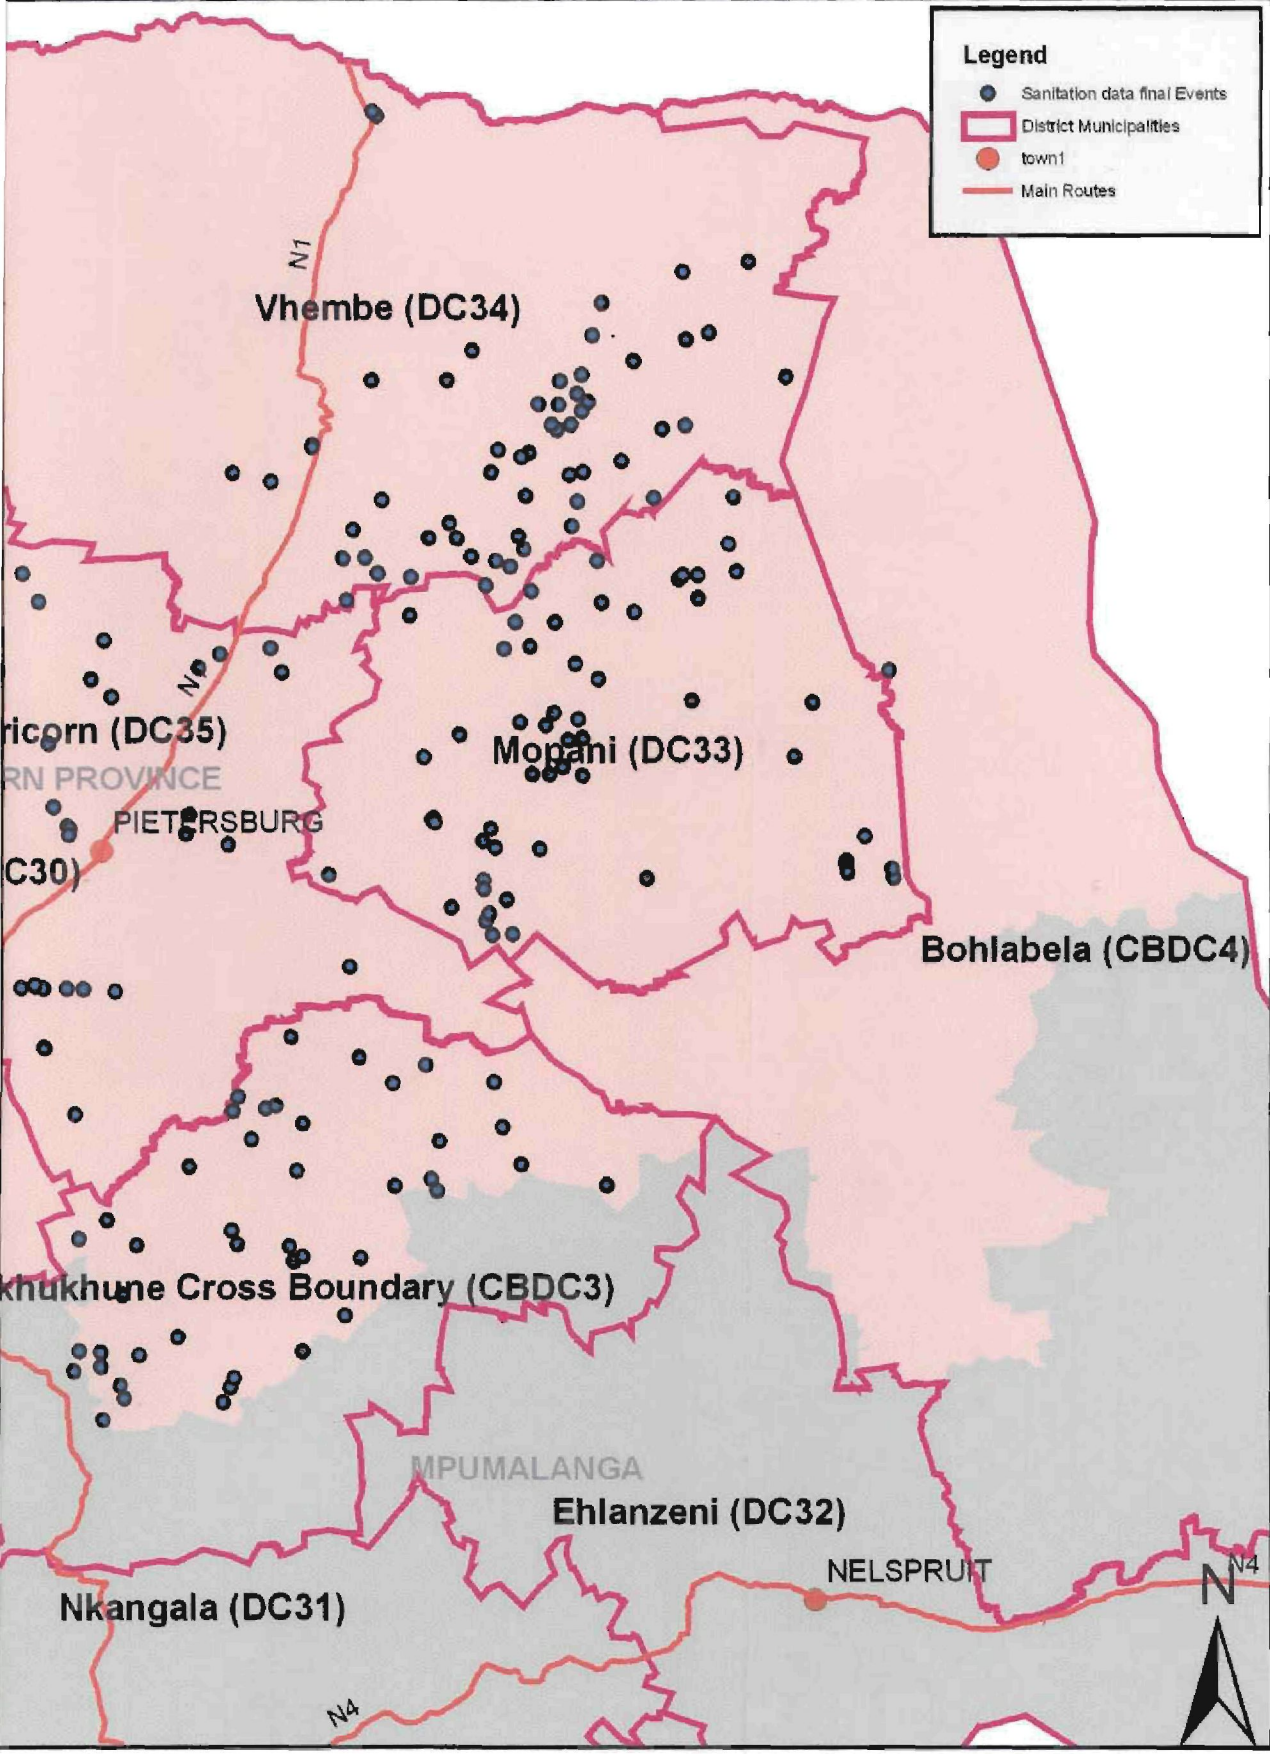 Legend
Sanitation data final Events
District Municipalities
town1
Main Routes
N1
Vhembe (DC34)
N1
ricorn (DC35)
RN PROVINCE
Mopani (DC33)
PIETERSBURG
C30)
Bohlabela (CBDC4)
khukhune Cross Boundary (CBDC3)
MPUMALANGA
Ehlanzeni (DC32)
NELSPRUIT
N4
N
Nkangala (DC31)
N4